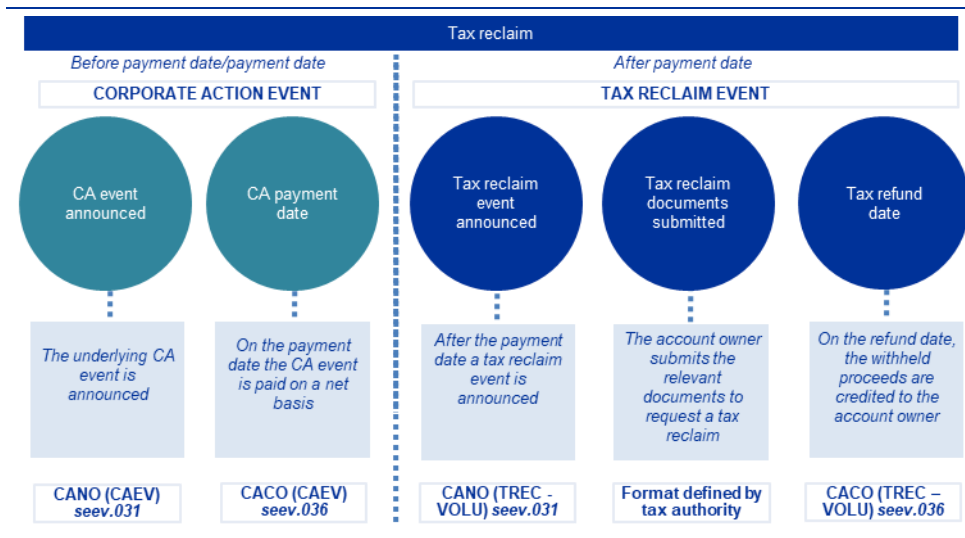 Tax reclaim
Before payment date/payment date
After payment date
CORPORATE ACTION EVENT
TAX RECLAIM EVENT
CA event
announced
CA payment
date
Tax reclaim
event
announced
Tax reclaim
documents
submitted
Tax refund
date
The underlying CA
event is
announced
On the payment
date the CA event
is paid on a net
basis
After the payment
date a tax reclaim
event is
announced
The account owner
submits the
relevant
documents to
request a tax
reclaim
On the refund date,
the withheld
proceeds are
credited to the
account owner
CANO (CAEV)
seev.031
CACO (CAEV)
seev.036
CANO (TREC -
VOLU) seev.031
Format defined by
tax authority
CACO (TREC –
VOLU) seev.036